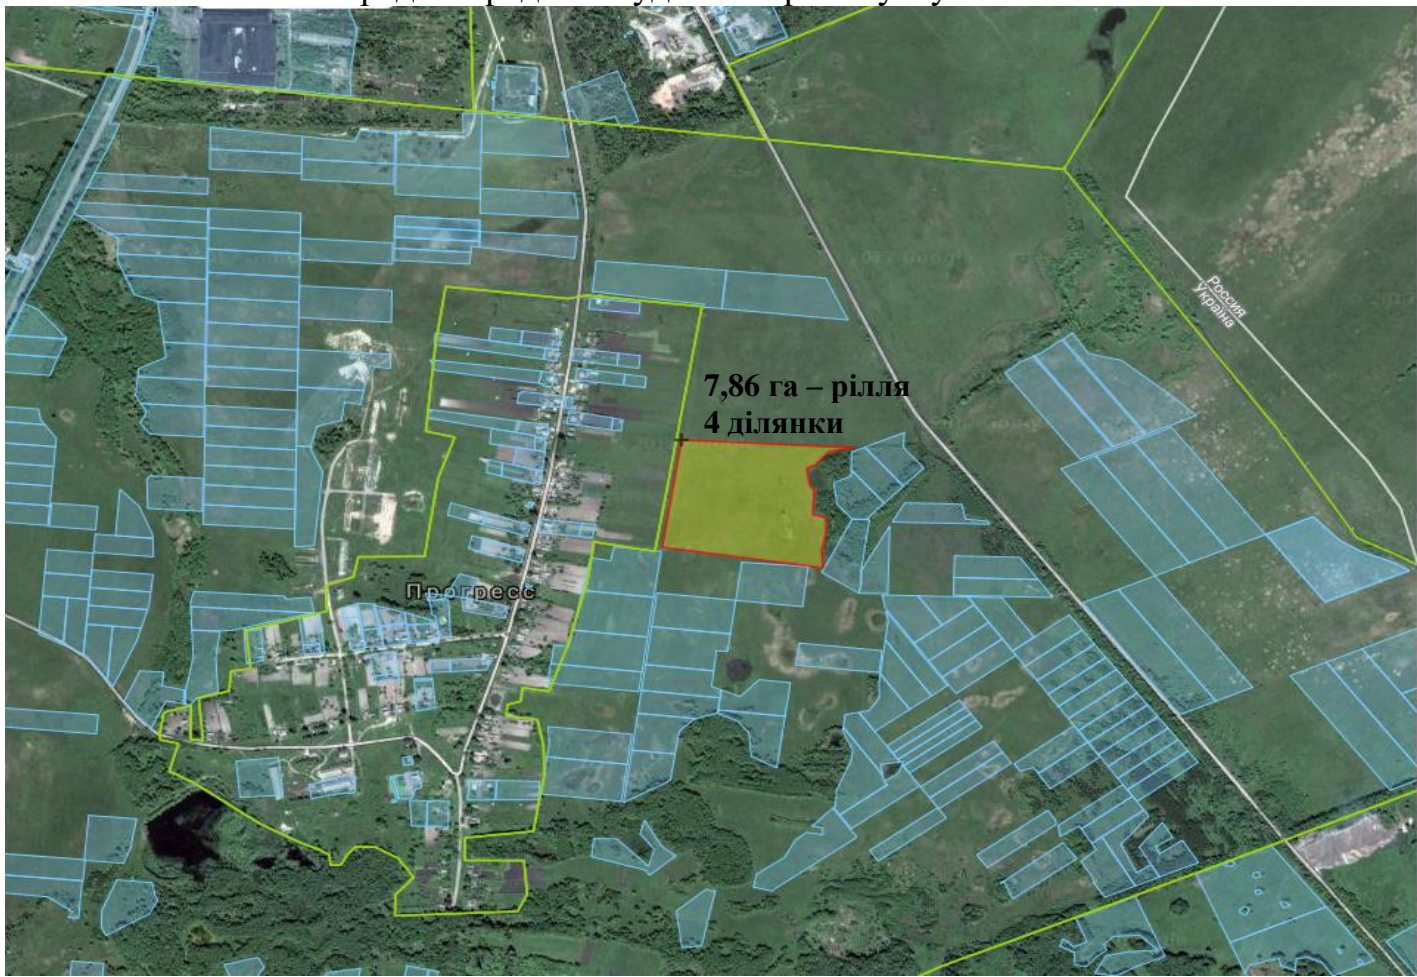 7,86 га – рілля
4 ділянки
Россия
Україна
Прогресс